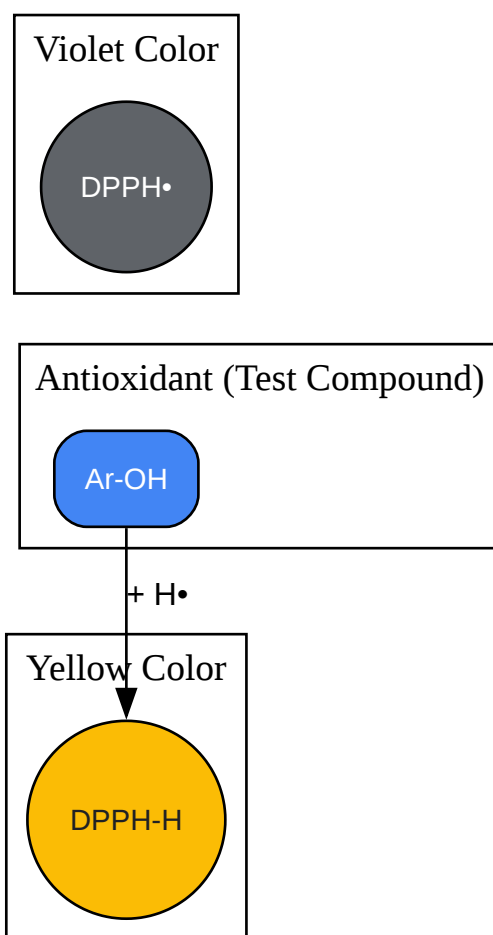 Violet Color
DPPH•
Antioxidant (Test Compound)
Ar-OH
+ H•
Yellow Color
DPPH-H